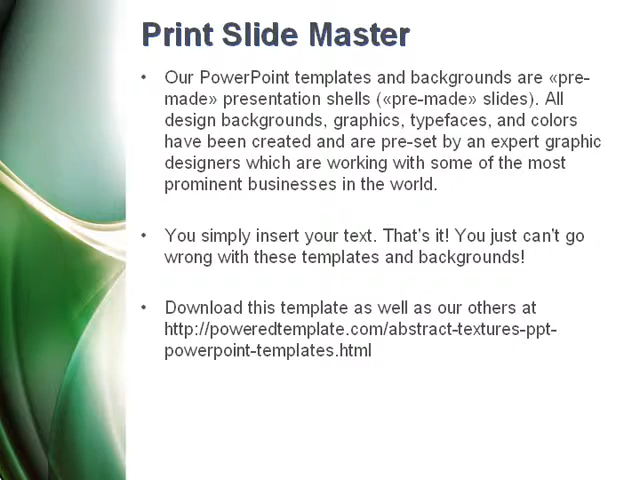 Print Slide Master
• Our PowerPoint templates and backgrounds are «pre-
made» presentation shells («pre-made» slides). All
design backgrounds, graphics, typefaces, and colors
have been created and are pre-set by an expert graphic
designers which are working with some of the most
prominent businesses in the world.
• You simply insert your text. That's it! You just can't go
wrong with these templates and backgrounds!
• Download this template as well as our others at
http://poweredtemplate.com/abstract-textures-ppt-
powerpoint-templates.html